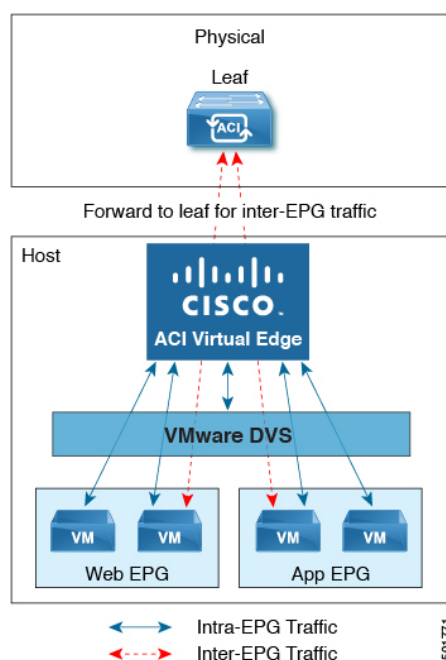 Physical
Leaf
ACI
Forward to leaf for inter-EPG traffic
Host
CISCO
ACI Virtual Edge
VMware DVS
VM
VM
VM
VM
Web EPG
App EPG
Intra-EPG Traffic
Inter-EPG Traffic